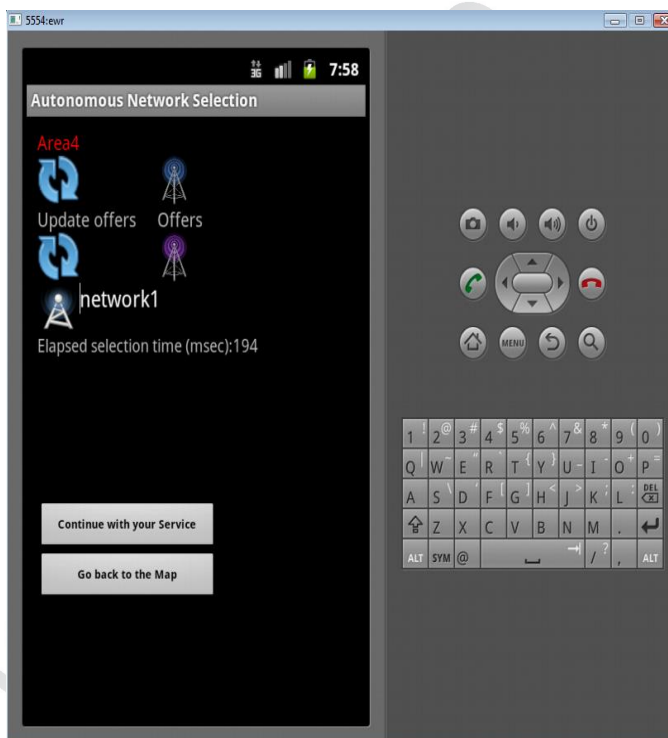 5554:ewr
3G 7:58
Autonomous Network Selection
Area4
Update offers Offers
network1
Elapsed selection time (msec):194
Continue with your Service
Go back to the Map
MENU
1 ! 2 @ 3 # 4 $ 5 % 6 ^ 7 & 8 * 9 ( 0 )
Q | W ~ E " R ` T { Y } U - I - O + P =
A S \ D ' F [ G ] H < J > K ; L : DEL
Z X C V B N M .
ALT SYM @ / ? , ALT